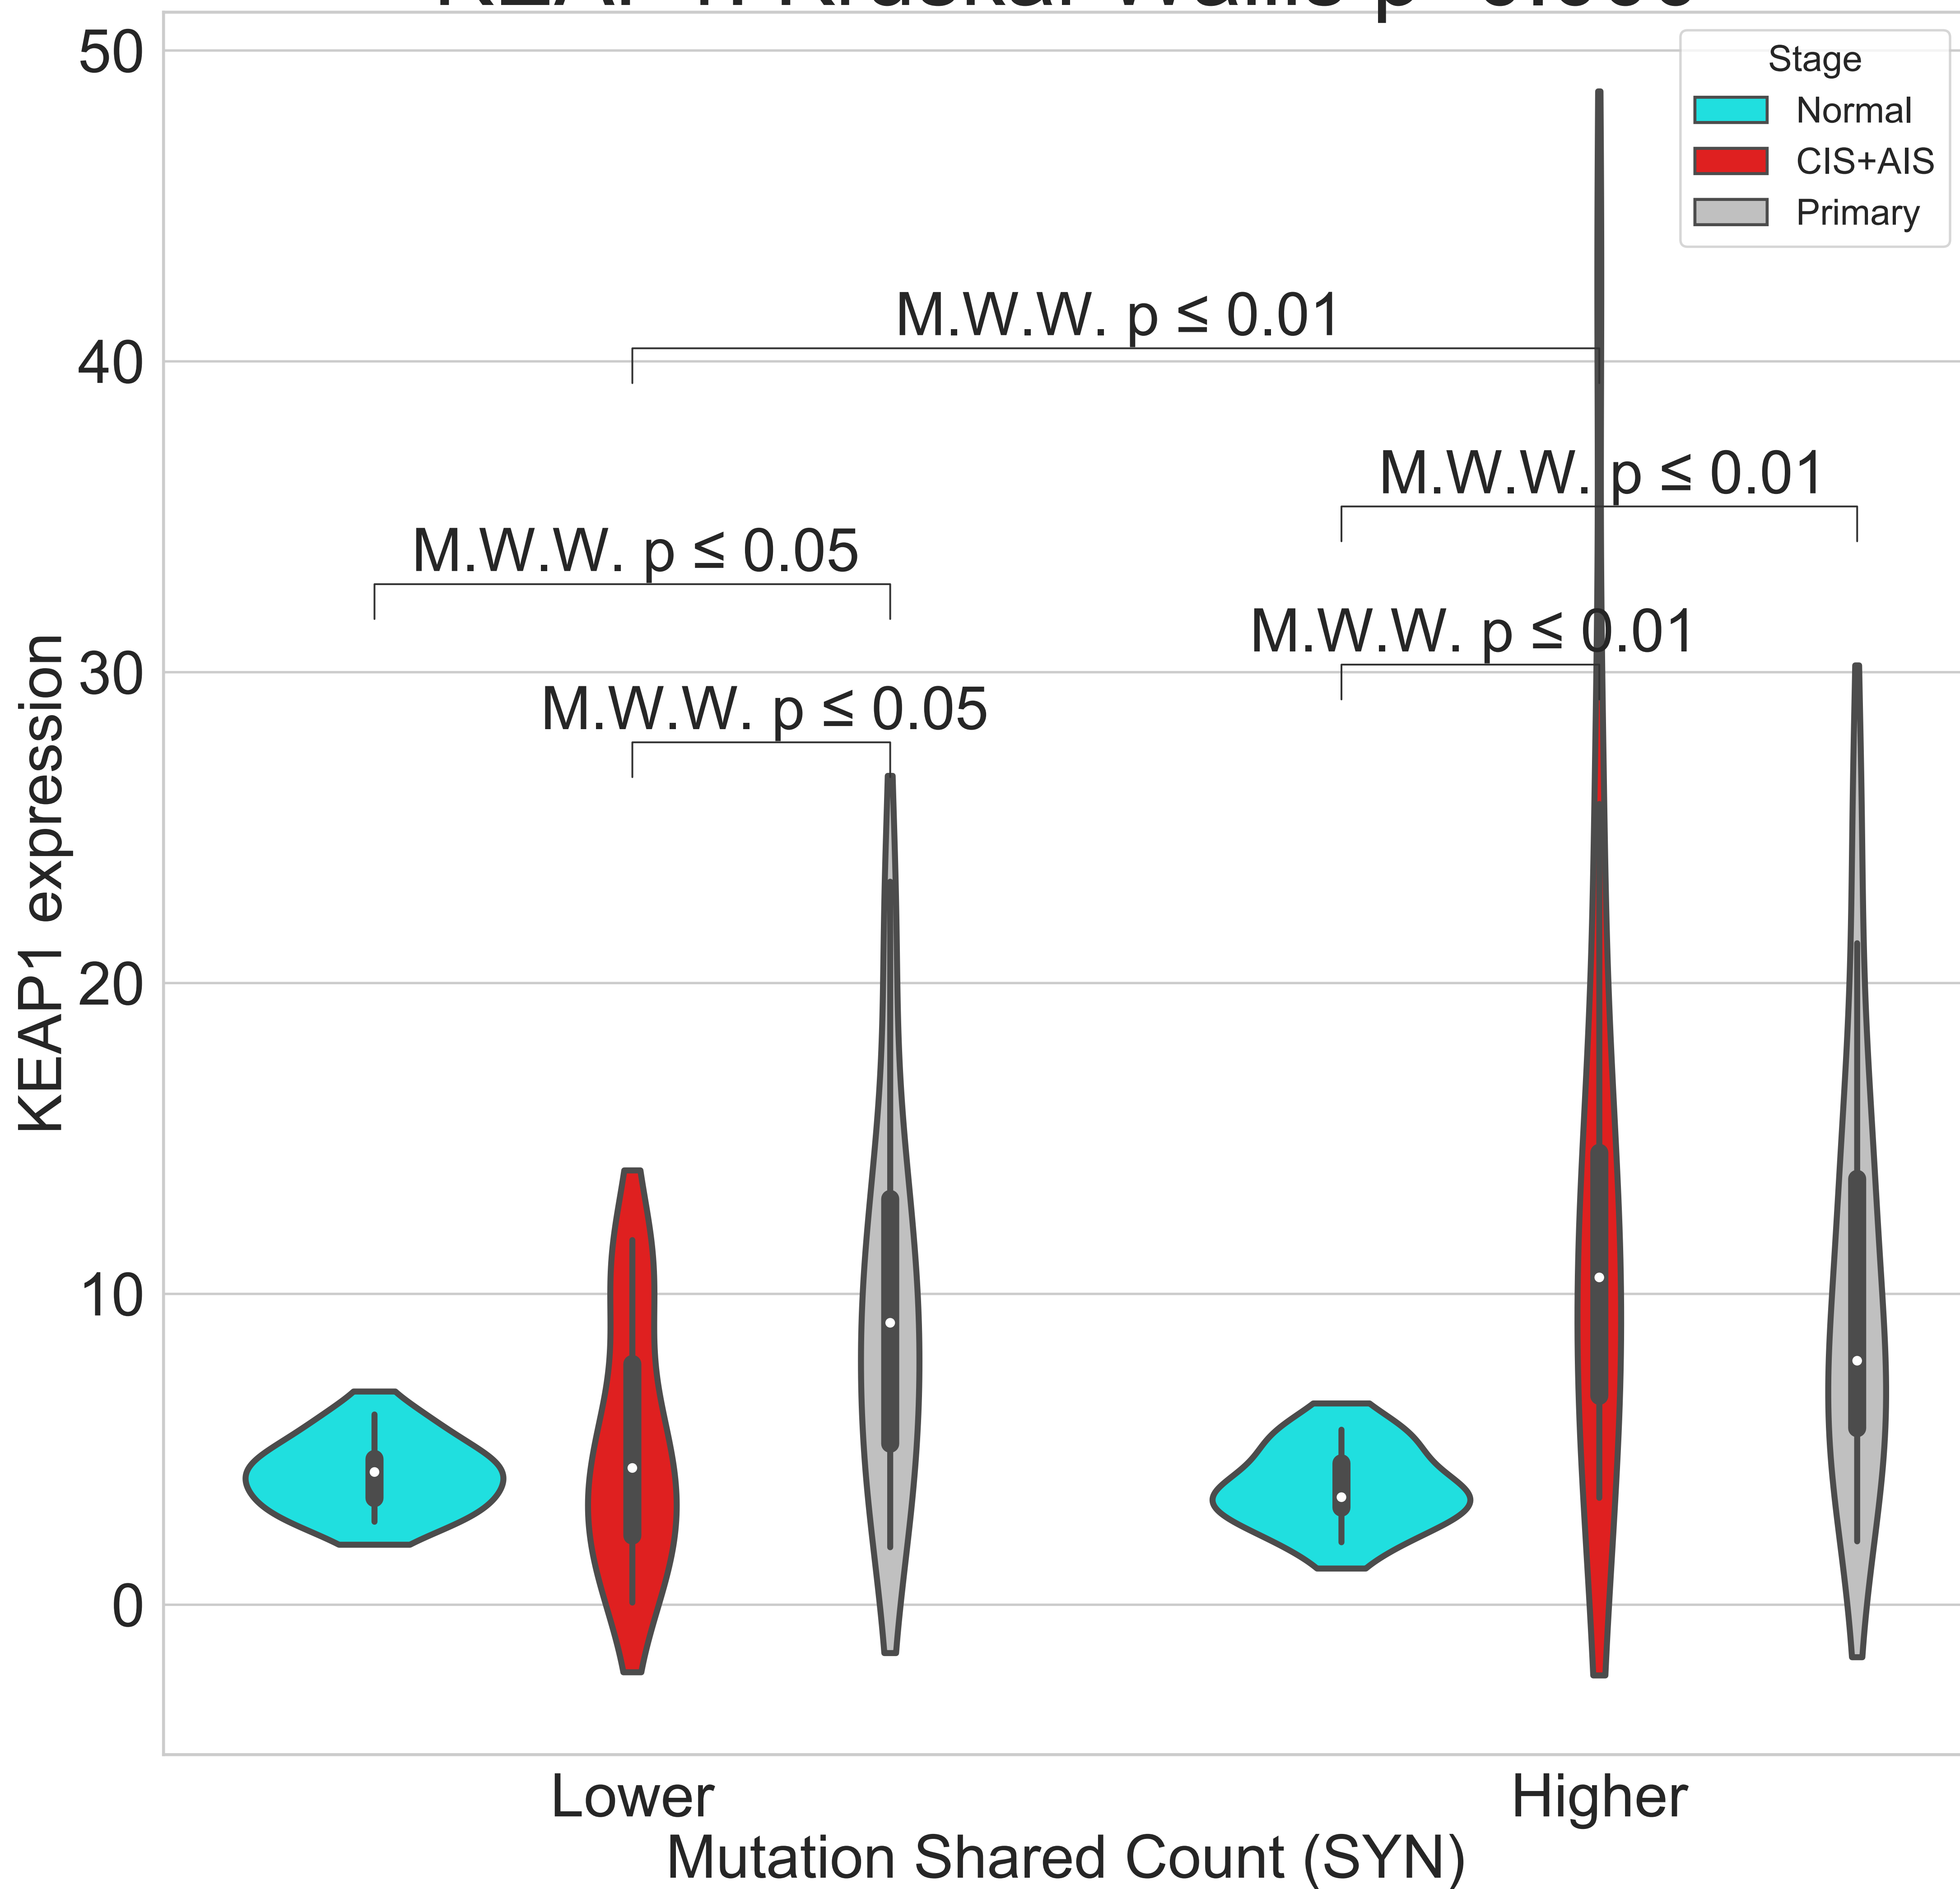 50
Stage
Normal
CIS+AIS
Primary
M.W.W. p ≤ 0.01
40
M.W.W. p ≤ 0.01
M.W.W. p ≤ 0.05
M.W.W. p ≤ 0.01
30
M.W.W. p ≤ 0.05
KEAP1 expression
20
10
0
Lower
Higher
Mutation Shared Count (SYN)